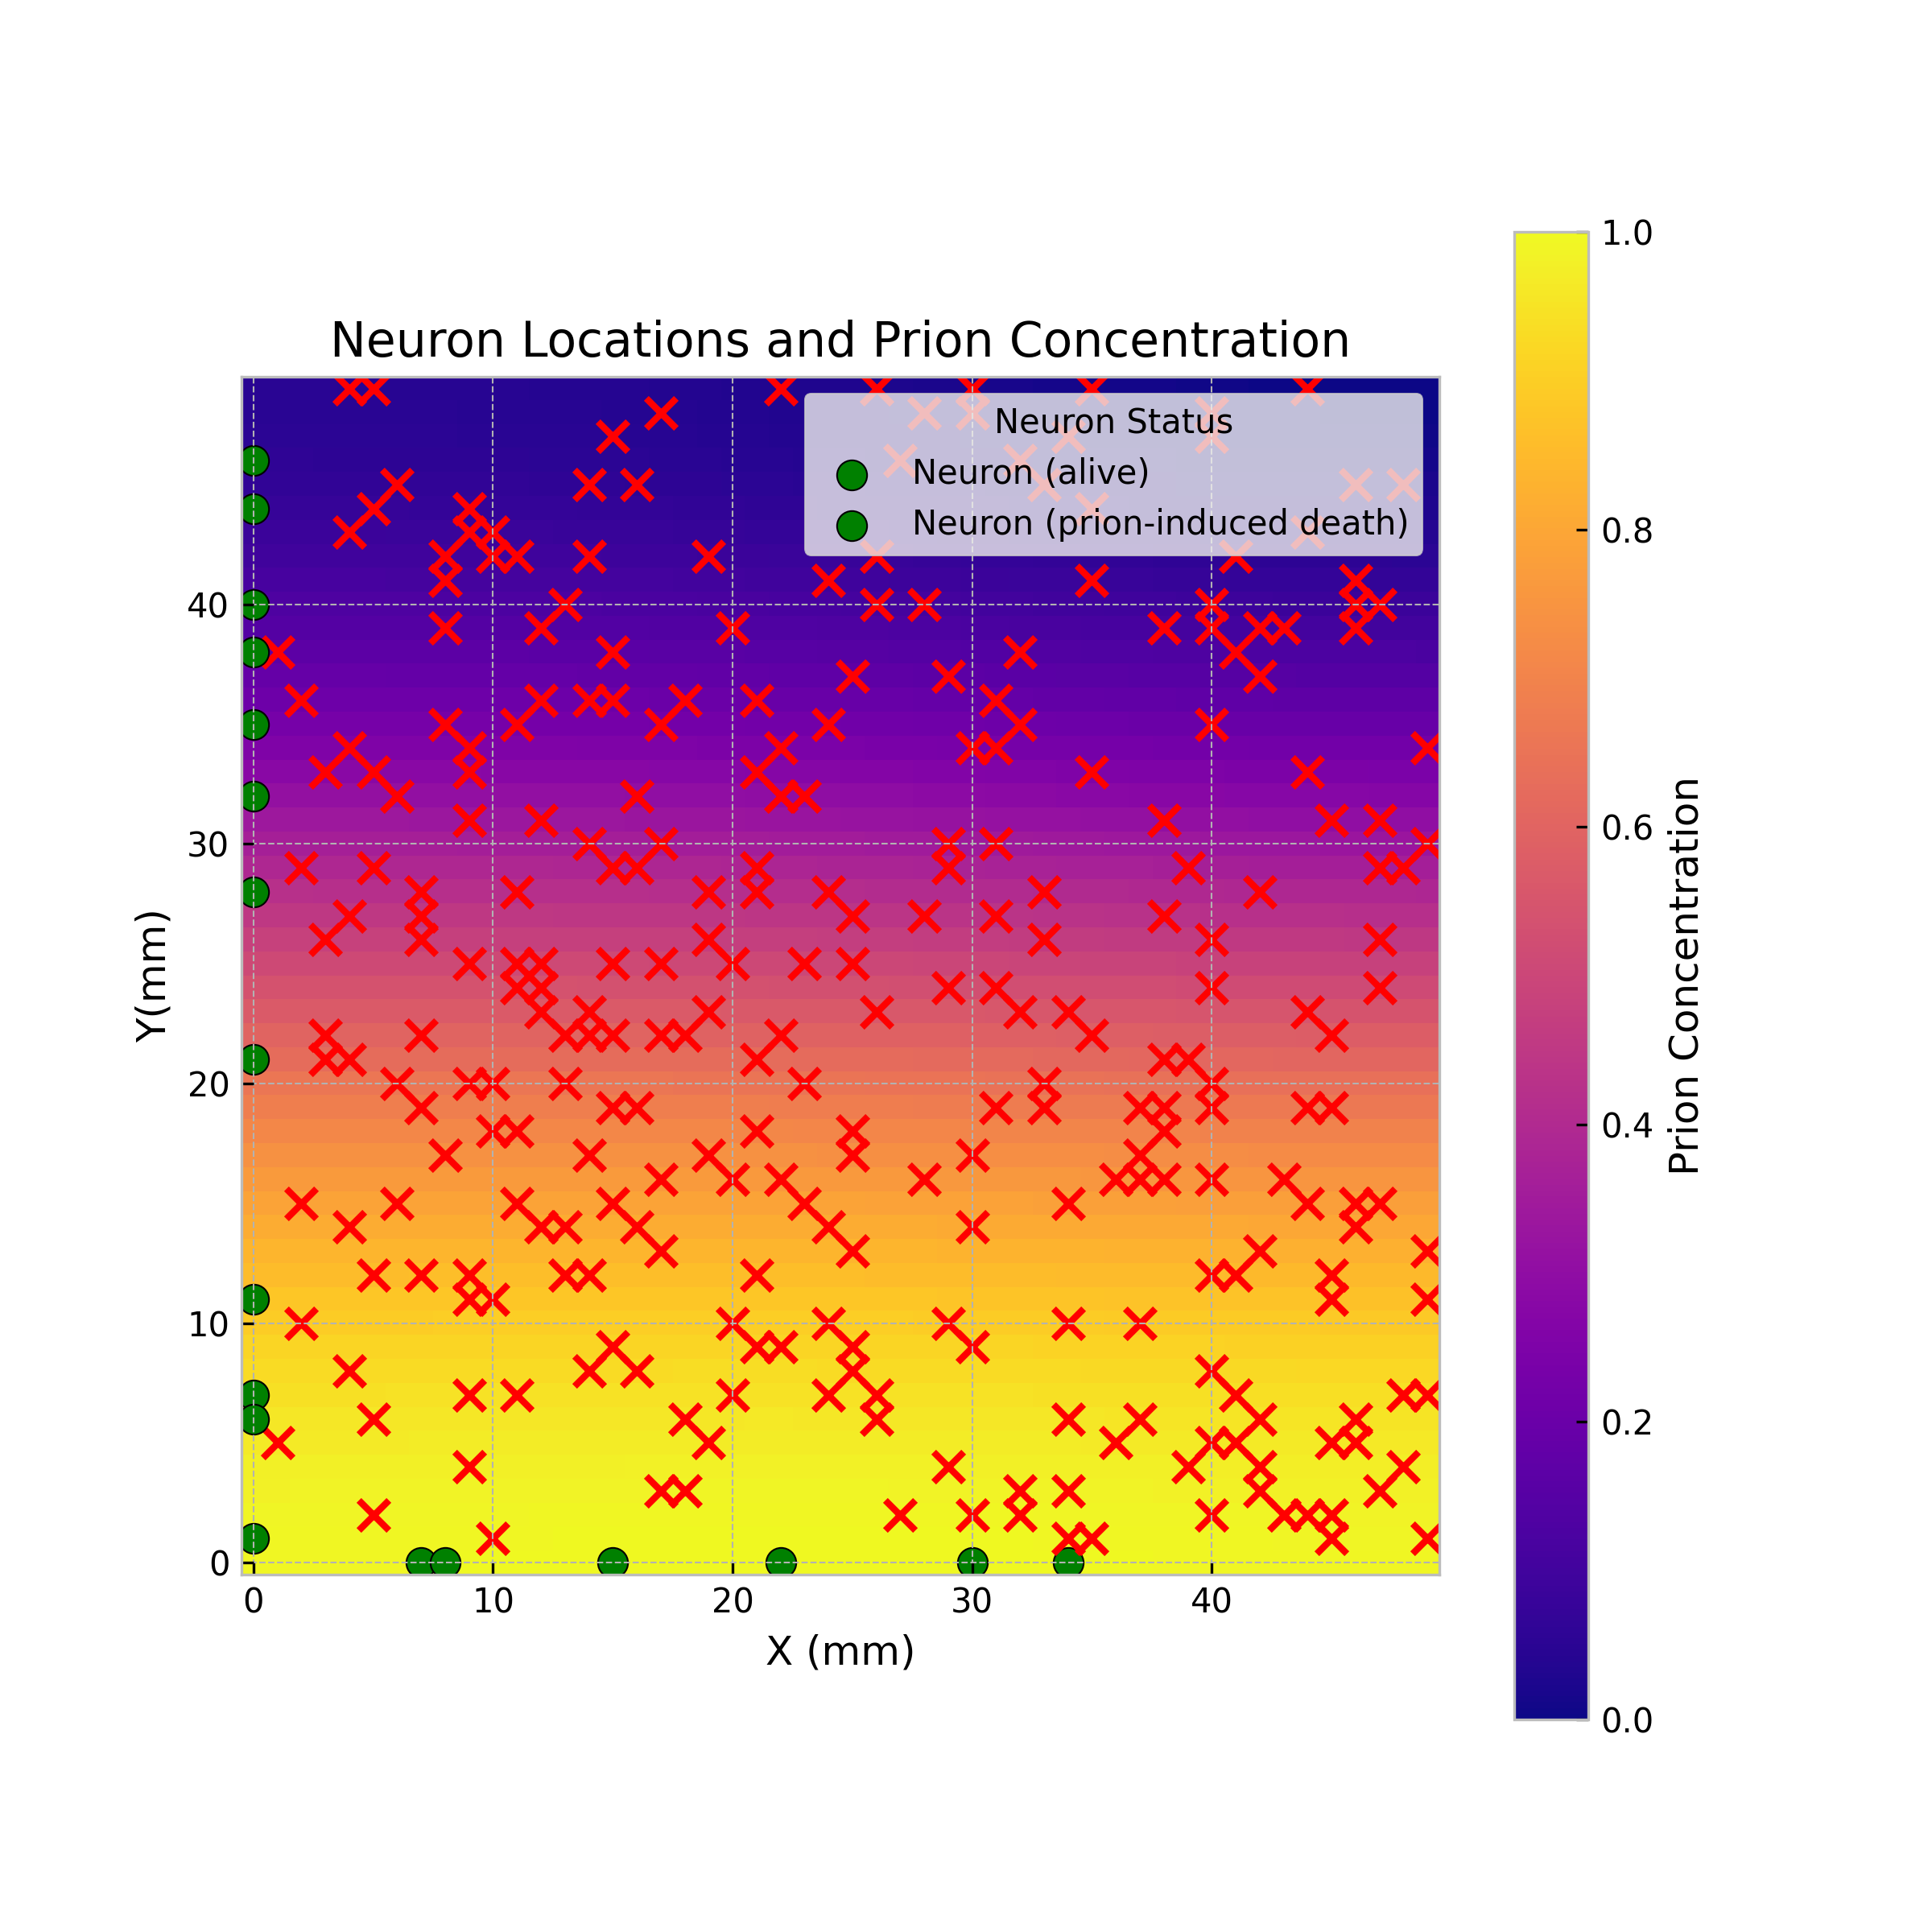 Neuron Locations and Prion Concentration
Neuron Status
Neuron (alive)
Neuron (prion-induced death)
Y(mm)
40
30
20
10
0
0 10 20 30 40
X (mm)
1.0
0.8
0.6
0.4
0.2
0.0
Prion Concentration